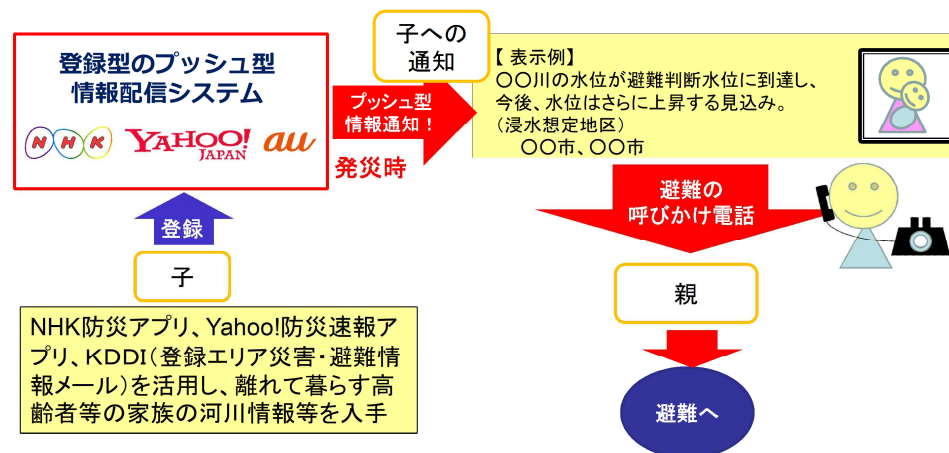 登録型のプッシュ型
情報配信システム
NHK
YAHOO!
JAPAN
au
プッシュ型
情報通知！
発災時
子への
通知
【 表示例】
〇〇川の水位が避難判断水位に到達し、
今後、水位はさらに上昇する見込み。
（浸水想定地区）
〇〇市、〇〇市
避難の
呼びかけ電話
登録
子
親
NHK防災アプリ、Yahoo!防災速報ア
プリ、ＫＤＤＩ（登録エリア災害・避難情
報メール）を活用し、離れて暮らす高
齢者等の家族の河川情報等を入手
避難へ